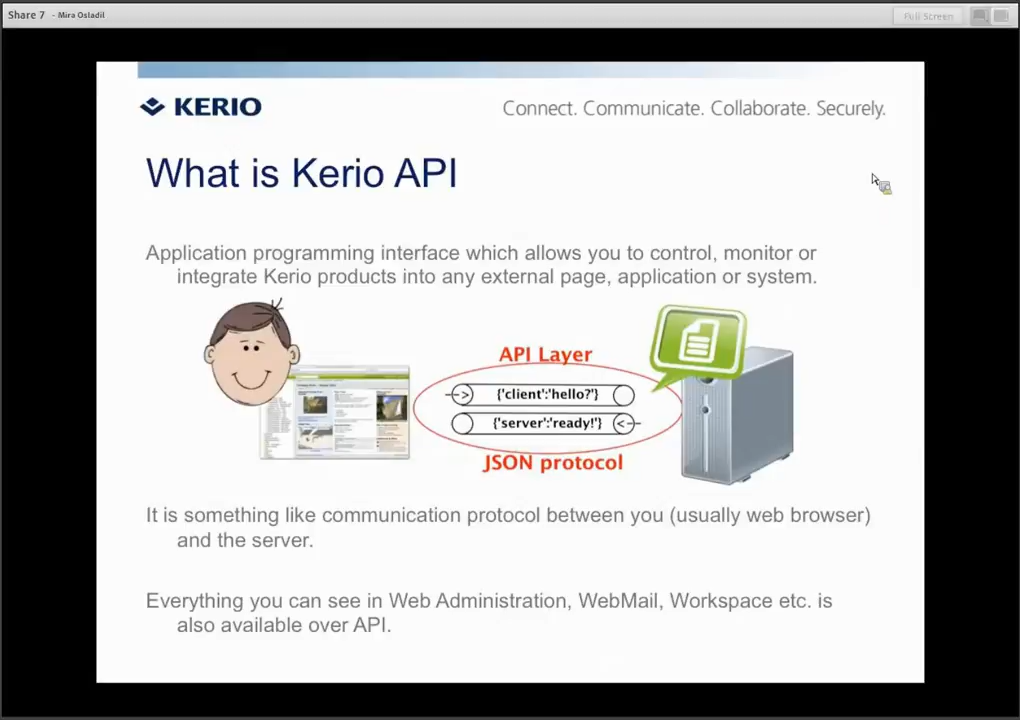 Share 7 - Mira Ostadil
Full Screen
KERIO
Connect. Communicate. Collaborate. Securely.
What is Kerio API
Application programming interface which allows you to control, monitor or
integrate Kerio products into any external page, application or system.
API Layer
{'client':'hello?'}
{'server':'ready!'}
JSON protocol
It is something like communication protocol between you (usually web browser)
and the server.
Everything you can see in Web Administration, WebMail, Workspace etc. is
also available over API.